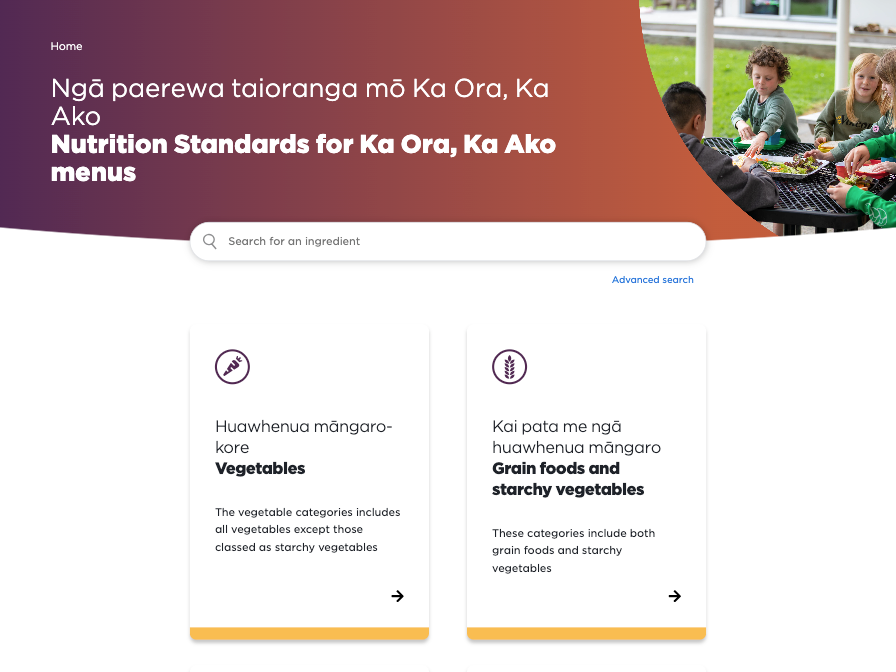 Home
Ngā paerewa taioranga mō Ka Ora, Ka
Ako
Nutrition Standards for Ka Ora, Ka Ako
menus
Search for an ingredient
Advanced search
Huawhenua māngaro-
kore
Vegetables
The vegetable categories includes
all vegetables except those
classed as starchy vegetables
Kai pata me ngā
huawhenua māngaro
Grain foods and
starchy vegetables
These categories include both
grain foods and starchy
vegetables